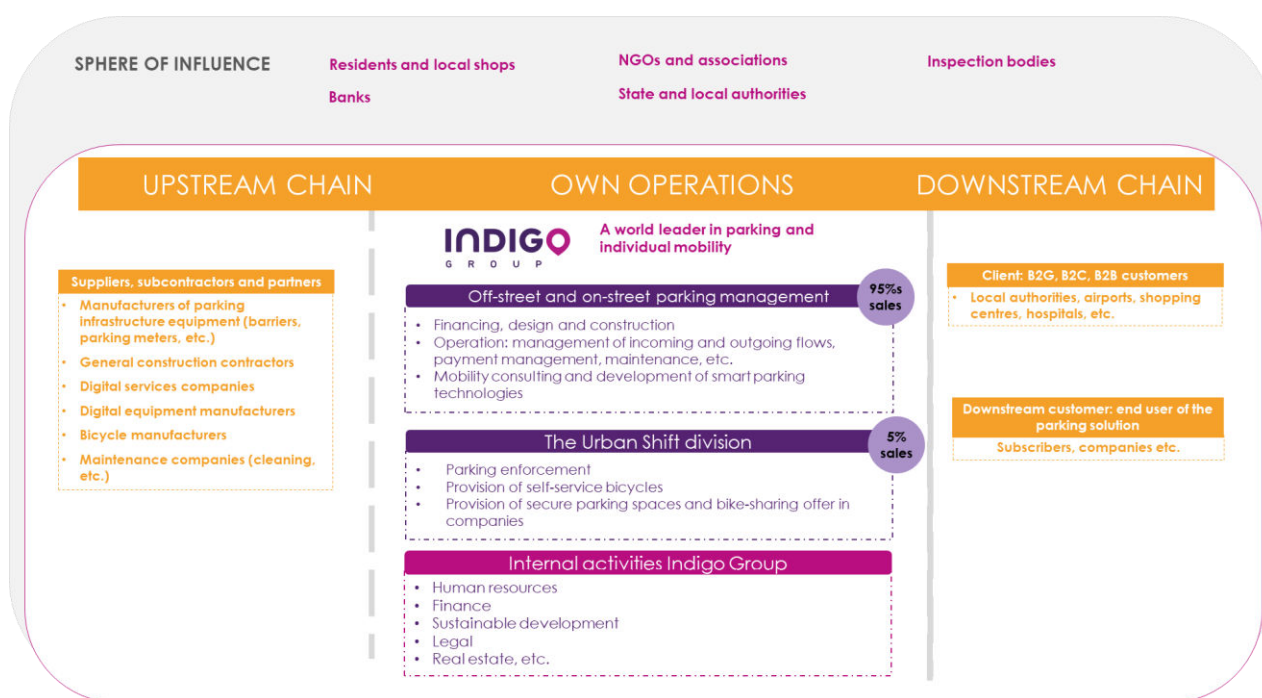 SPHERE OF INFLUENCE
Residents and local shops
NGOs and associations
Inspection bodies
Banks
State and local authorities
UPSTREAM CHAIN
OWN OPERATIONS
DOWNSTREAM CHAIN
Suppliers, subcontractors and partners
• Manufacturers of parking
infrastructure equipment (barriers,
parking meters, etc.)
• General construction contractors
• Digital services companies
• Digital equipment manufacturers
• Bicycle manufacturers
• Maintenance companies (cleaning,
etc.)
INDIGO
GROUP
A world leader in parking and
individual mobility
Off-street and on-street parking management
95%s
sales
• Financing, design and construction
• Operation: management of incoming and outgoing flows,
payment management, maintenance, etc.
• Mobility consulting and development of smart parking
technologies
The Urban Shift division
5%
sales
• Parking enforcement
• Provision of self-service bicycles
• Provision of secure parking spaces and bike-sharing offer in
companies
Internal activities Indigo Group
• Human resources
• Finance
• Sustainable development
• Legal
• Real estate, etc.
Client: B2G, B2C, B2B customers
• Local authorities, airports, shopping
centres, hospitals, etc.
Downstream customer: end user of the
parking solution
Subscribers, companies etc.